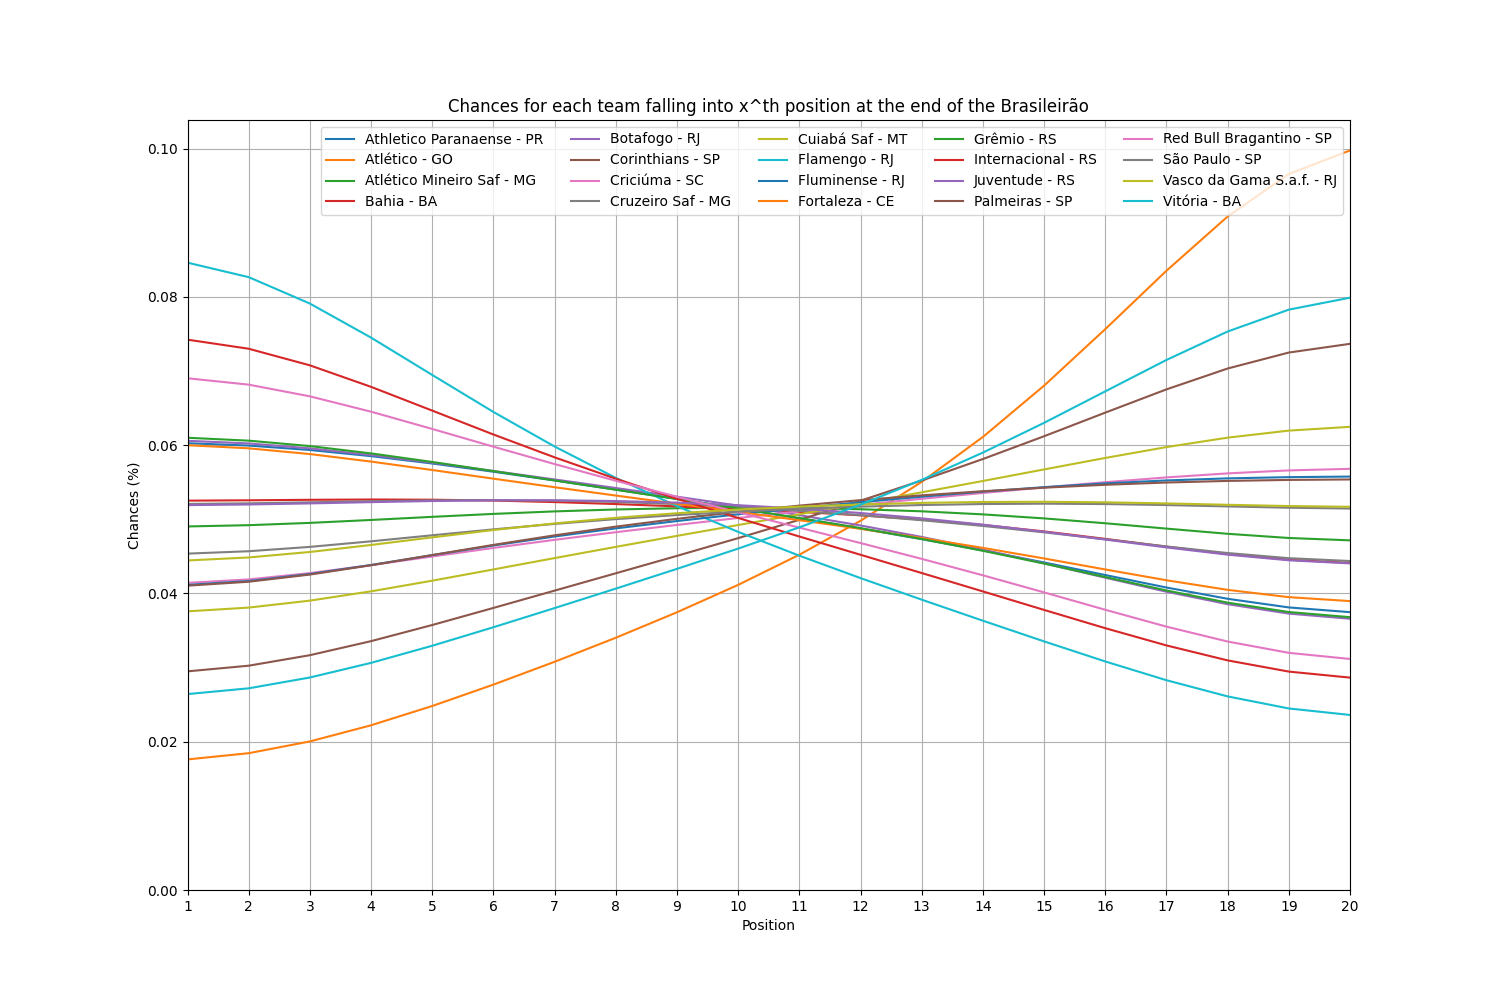 Chances for each team falling into x^th position at the end of the Brasileirão
Athletico Paranaense - PR
Atlético - GO
Atlético Mineiro Saf - MG
Bahia - BA
Botafogo - RJ
Corinthians - SP
Criciúma - SC
Cruzeiro Saf - MG
Cuiabá Saf - MT
Flamengo - RJ
Fluminense - RJ
Fortaleza - CE
Grêmio - RS
Internacional - RS
Juventude - RS
Palmeiras - SP
Red Bull Bragantino - SP
São Paulo - SP
Vasco da Gama S.a.f. - RJ
Vitória - BA
Chances (%)
0.10
0.08
0.06
0.04
0.02
0.00
1 2 3 4 5 6 7 8 9 10 11 12 13 14 15 16 17 18 19 20
Position